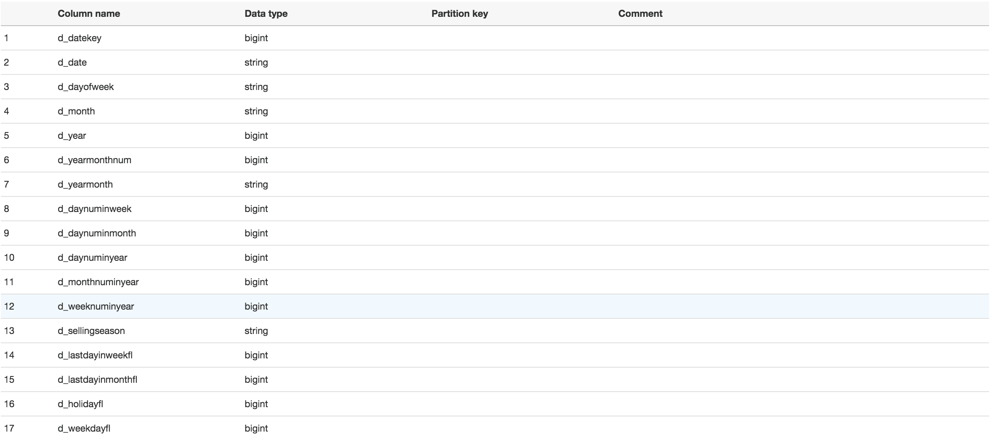 Column name Data type Partition key Comment
1 d_datekey bigint
2 d_date string
3 d_dayofweek string
4 d_month string
5 d_year bigint
6 d_yearmonthnum bigint
7 d_yearmonth string
8 d_daynuminweek bigint
9 d_daynuminmonth bigint
10 d_daynuminyear bigint
11 d_monthnuminyear bigint
12 d_weeknuminyear bigint
13 d_sellingseason string
14 d_lastdayinweekfl bigint
15 d_lastdayinmonthfl bigint
16 d_holidayfl bigint
17 d_weekdayfl bigint